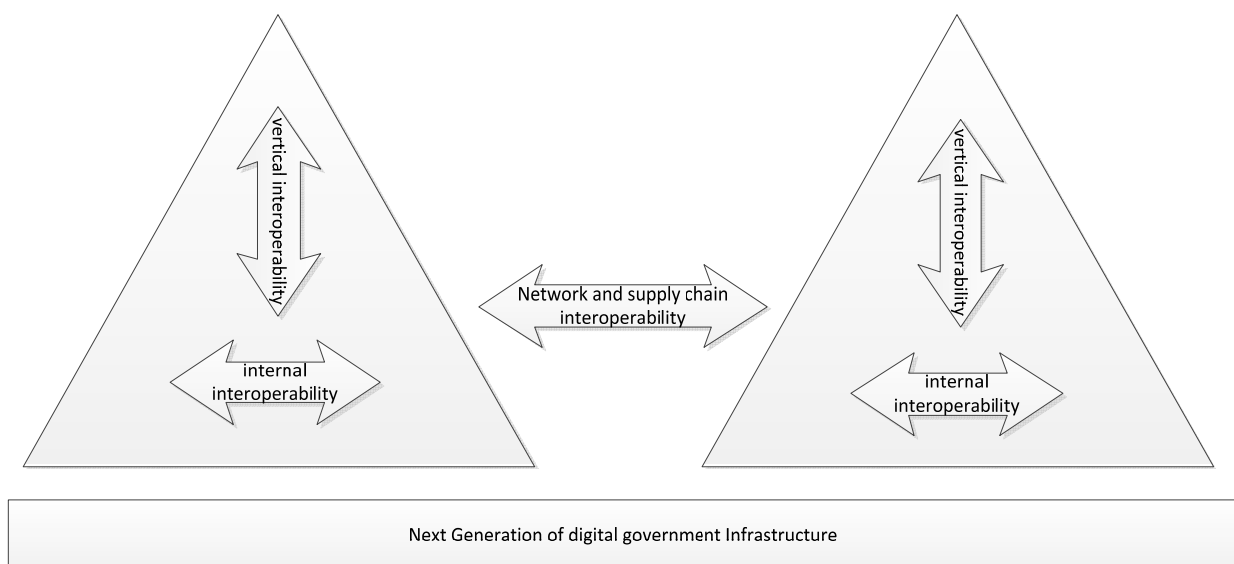 vertical interoperability
vertical interoperability
Network and supply chain
interoperability
internal
interoperability
internal
interoperability
Next Generation of digital government Infrastructure